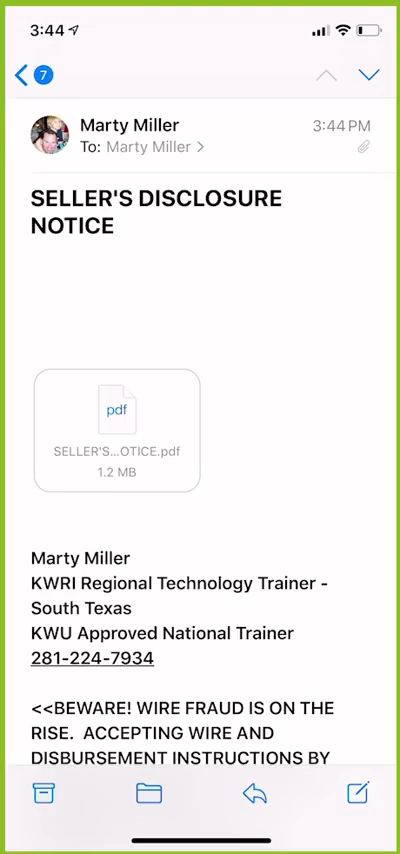 3:44
7
Marty Miller
3:44 PM
To: Marty Miller
SELLER'S DISCLOSURE
NOTICE
pdf
SELLER'S...OTICE.pdf
1.2 MB
Marty Miller
KWRI Regional Technology Trainer -
South Texas
KWU Approved National Trainer
281-224-7934
<<BEWARE! WIRE FRAUD IS ON THE
RISE.  ACCEPTING WIRE AND
DISBURSEMENT INSTRUCTIONS BY